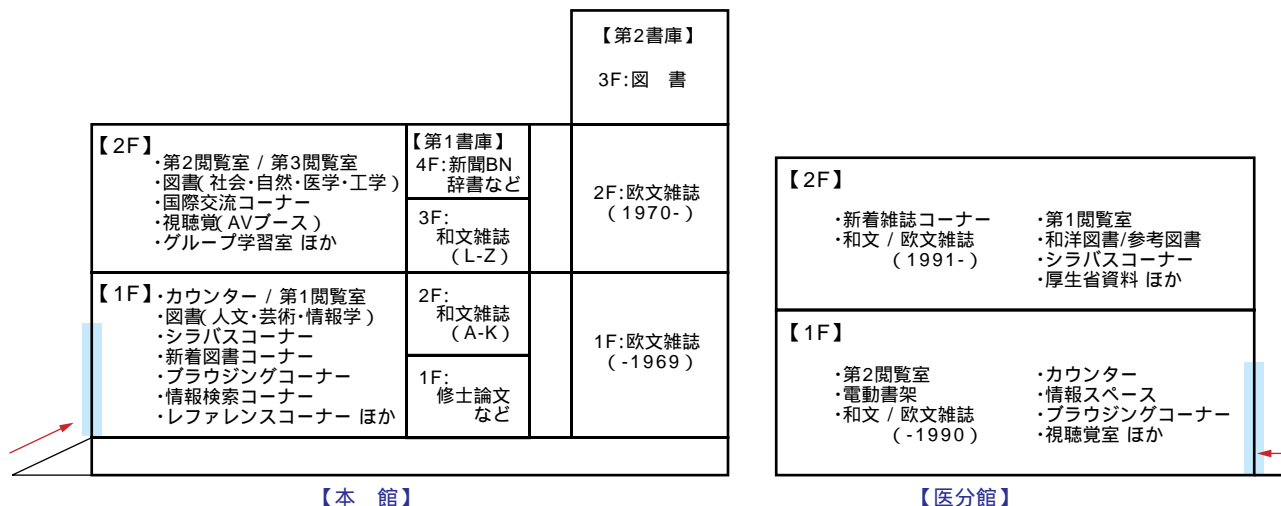 【第2書庫】
3F:図 書
【2F】
・第2閲覧室 / 第3閲覧室
・図書( 社会・自然・医学・工学 )
・国際交流コーナー
・視聴覚( AVブース )
・グループ学習室 ほか
【第1書庫】
4F:新聞BN
辞書など
3F:
和文雑誌
( L-Z )
2F:欧文雑誌
( 1970- )
【1F】・カウンター / 第1閲覧室
・図書( 人文・芸術・情報学 )
・シラバスコーナー
・新着図書コーナー
・ブラウジングコーナー
・情報検索コーナー
・レファレンスコーナー ほか
2F:
和文雑誌
( A-K )
1F:
修士論文
など
1F:欧文雑誌
( -1969 )
【本 館】
【2F】
・新着雑誌コーナー
・和文 / 欧文雑誌
( 1991- )
・第1閲覧室
・和洋図書/参考図書
・シラバスコーナー
・厚生省資料 ほか
【1F】
・第2閲覧室
・電動書架
・和文 / 欧文雑誌
( -1990 )
・カウンター
・情報スペース
・ブラウジングコーナー
・視聴覚室 ほか
【医分館】